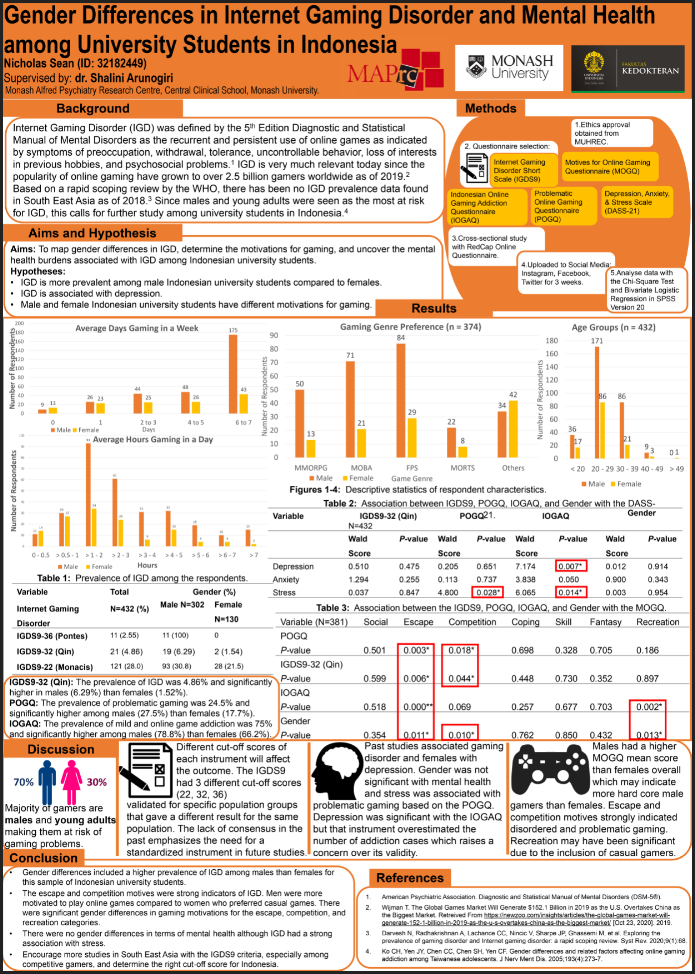 Gender Differences in Internet Gaming Disorder and Mental Health
among University Students in Indonesia
Nicholas Sean (ID: 32182449)
Supervised by: dr. Shalini Arunogiri
Monash Alfred Psychiatry Research Centre, Central Clinical School, Monash University.
MAPrc
MONASH
University
UNIVERSITAS
INDONESIA
FAKULTAS
KEDOKTERAN
Background
Internet Gaming Disorder (IGD) was defined by the 5th Edition Diagnostic and Statistical
Manual of Mental Disorders as the recurrent and persistent use of online games as indicated
by symptoms of preoccupation, withdrawal, tolerance, uncontrollable behavior, loss of interests
in previous hobbies, and psychosocial problems.1 IGD is very much relevant today since the
popularity of online gaming have grown to over 2.5 billion gamers worldwide as of 2019.2
Based on a rapid scoping review by the WHO, there has been no IGD prevalence data found
in South East Asia as of 2018.3 Since males and young adults were seen as the most at risk
for IGD, this calls for further study among university students in Indonesia.4
Methods
1.Ethics approval
obtained from
MUHREC.
2. Questionnaire selection:
Internet Gaming
Disorder Short
Scale (IGDS9)
Motives for Online Gaming
Questionnaire (MOGQ)
Indonesian Online
Gaming Addiction
Questionnaire
(IOGAQ)
Problematic
Online Gaming
Questionnaire
(POGQ)
Depression, Anxiety,
& Stress Scale
(DASS-21)
3.Cross-sectional study
with RedCap Online
Questionnaire.
4.Uploaded to Social Media:
Instagram, Facebook,
Twitter for 3 weeks.
5.Analyse data with
the Chi-Square Test
and Bivariate Logistic
Regression in SPSS
Version 20
Aims and Hypothesis
Aims: To map gender differences in IGD, determine the motivations for gaming, and uncover the mental
health burdens associated with IGD among Indonesian university students.
Hypotheses:
• IGD is more prevalent among male Indonesian university students compared to females.
• IGD is associated with depression.
• Male and female Indonesian university students have different motivations for gaming.
Results
Average Days Gaming in a Week
Number of Respondents
200
180
160
140
120
100
80
60
40
20
0
9 13 26 23 44 25 48 26 175 43
0 1 2 to 3 4 to 5 6 to 7
Days
Male Female
Average Hours Gaming in a Day
Number of Respondents
100
90
80
70
60
50
40
30
20
10
0
0 - 0.5 > 0.5 - 1 > 1 - 2 > 2 - 3 > 3 - 4 > 4 - 5 > 5 - 6 > 6 - 7 > 7
Male Female Hours
Gaming Genre Preference (n = 374)
Number of Respondents
90
80
70
60
50
40
30
20
10
0
50 13 71 21 84 29 22 8 34 42
MMORPG MOBA FPS MORTS Others
Game Genre
Male Female
Age Groups (n = 432)
Number of Respondents
180
160
140
120
100
80
60
40
20
0
36 17 171 86 86 21 9 3 0 1
< 20 20 - 29 30 - 39 40 - 49 > 49
Male Female
Figures 1-4: Descriptive statistics of respondent characteristics.
Table 1: Prevalence of IGD among the respondents.
Variable Total Gender (%)
Internet Gaming Disorder N=432 (%) Male N=302 Female N=130
IGDS9-36 (Pontes) 11 (2.55) 11 (100) 0
IGDS9-32 (Qin) 21 (4.86) 19 (6.29) 2 (1.54)
IGDS9-22 (Monacis) 121 (28.0) 93 (30.8) 28 (21.5)
IGDS9-32 (Qin): The prevalence of IGD was 4.86% and significantly
higher in males (6.29%) than females (1.52%).
POGQ: The prevalence of problematic gaming was 24.5% and
significantly higher among males (27.5%) than females (17.7%).
IOGAQ: The prevalence of mild and online game addiction was 75%
and significantly higher among males (78.8%) than females (66.2%).
Table 2: Association between IGDS9, POGQ, IOGAQ, and Gender with the DASS-
21.
Variable IGDS9-32 (Qin) POGQ IOGAQ Gender
N=432
Wald Score P-value Wald Score P-value Wald Score P-value Wald Score P-value
Depression 0.510 0.475 0.205 0.651 7.174 0.007* 0.012 0.914
Anxiety 1.294 0.255 0.113 0.737 3.838 0.050 0.900 0.343
Stress 0.037 0.847 4.800 0.028* 6.065 0.014* 0.003 0.954
Table 3: Association between the IGDS9, POGQ, IOGAQ, and Gender with the MOGQ.
Variable (N=381) Social Escape Competition Coping Skill Fantasy Recreation
POGQ
P-value 0.501 0.003* 0.018* 0.698 0.328 0.705 0.186
IGDS9-32 (Qin)
P-value 0.599 0.006* 0.044* 0.448 0.730 0.352 0.897
IOGAQ
P-value 0.518 0.000** 0.069 0.257 0.677 0.703 0.002*
Gender
P-value 0.354 0.011* 0.010* 0.762 0.850 0.432 0.013*
Discussion
70% 30%
Majority of gamers are
males and young adults
making them at risk of
gaming problems.
Different cut-off scores of
each instrument will affect
the outcome. The IGDS9
had 3 different cut-off scores
(22, 32, 36)
validated for specific population groups
that gave a different result for the same
population. The lack of consensus in the
past emphasizes the need for a
standardized instrument in future studies.
Past studies associated gaming
disorder and females with
depression. Gender was not
significant with mental health
and stress was associated with
problematic gaming based on the POGQ.
Depression was significant with the IOGAQ
but that instrument overestimated the
number of addiction cases which raises a
concern over its validity.
Males had a higher
MOGQ mean score
than females overall
which may indicate
more hard core male
gamers than females. Escape and
competition motives strongly indicated
disordered and problematic gaming.
Recreation may have been significant
due to the inclusion of casual gamers.
Conclusion
• Gender differences included a higher prevalence of IGD among males than females for
this sample of Indonesian university students.
• The escape and competition motives were strong indicators of IGD. Men were more
motivated to play online games compared to women who preferred casual games. There
were significant gender differences in gaming motivations for the escape, competition, and
recreation categories.
• There were no gender differences in terms of mental health although IGD had a strong
association with stress.
• Encourage more studies in South East Asia with the IGDS9 criteria, especially among
competitive gamers, and determine the right cut-off score for Indonesia.
References
1. American Psychiatric Association. Diagnostic and Statistical Manual of Disorders (DSM-5®).
2. Wijman T. The Global Games Market Will Generate $152.1 Billion in 2019 as the U.S. Overtakes China as
the Biggest Market. Retreived From https://newzoo.com/insights/articles/the-global-games-market-will-
generate-152-1-billion-in-2019-as-the-u-s-overtakes-china-as-the-biggest-market/ [Oct 23, 2020]. 2019.
3. Darvesh N, Radhakrishnan A, Lachance CC, Nincic V, Sharpe JP, Ghassemi M, et al. Exploring the
prevalence of gaming disorder and Internet gaming disorder: a rapid scoping review. Syst Rev. 2020;9(1):68.
4. Ko CH, Yen JY, Chen CC, Chen SH, Yen CF. Gender differences and related factors affecting online gaming
addiction among Taiwanese adolescents. J Nerv Ment Dis. 2005;193(4):273-7.